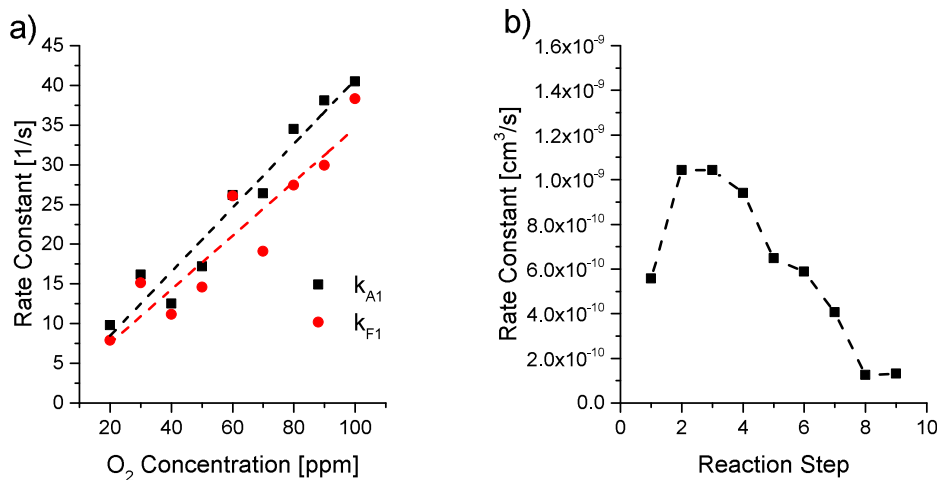 a)
Rate Constant [1/s]
45
40
35
30
25
20
15
10
5
0
20
40
60
80
100
O₂ Concentration [ppm]
k_A1
k_F1
b)
Rate Constant [cm³/s]
1.6x10⁻⁹
1.4x10⁻⁹
1.2x10⁻⁹
1.0x10⁻⁹
8.0x10⁻¹⁰
6.0x10⁻¹⁰
4.0x10⁻¹⁰
2.0x10⁻¹⁰
0.0
0
2
4
6
8
10
Reaction Step